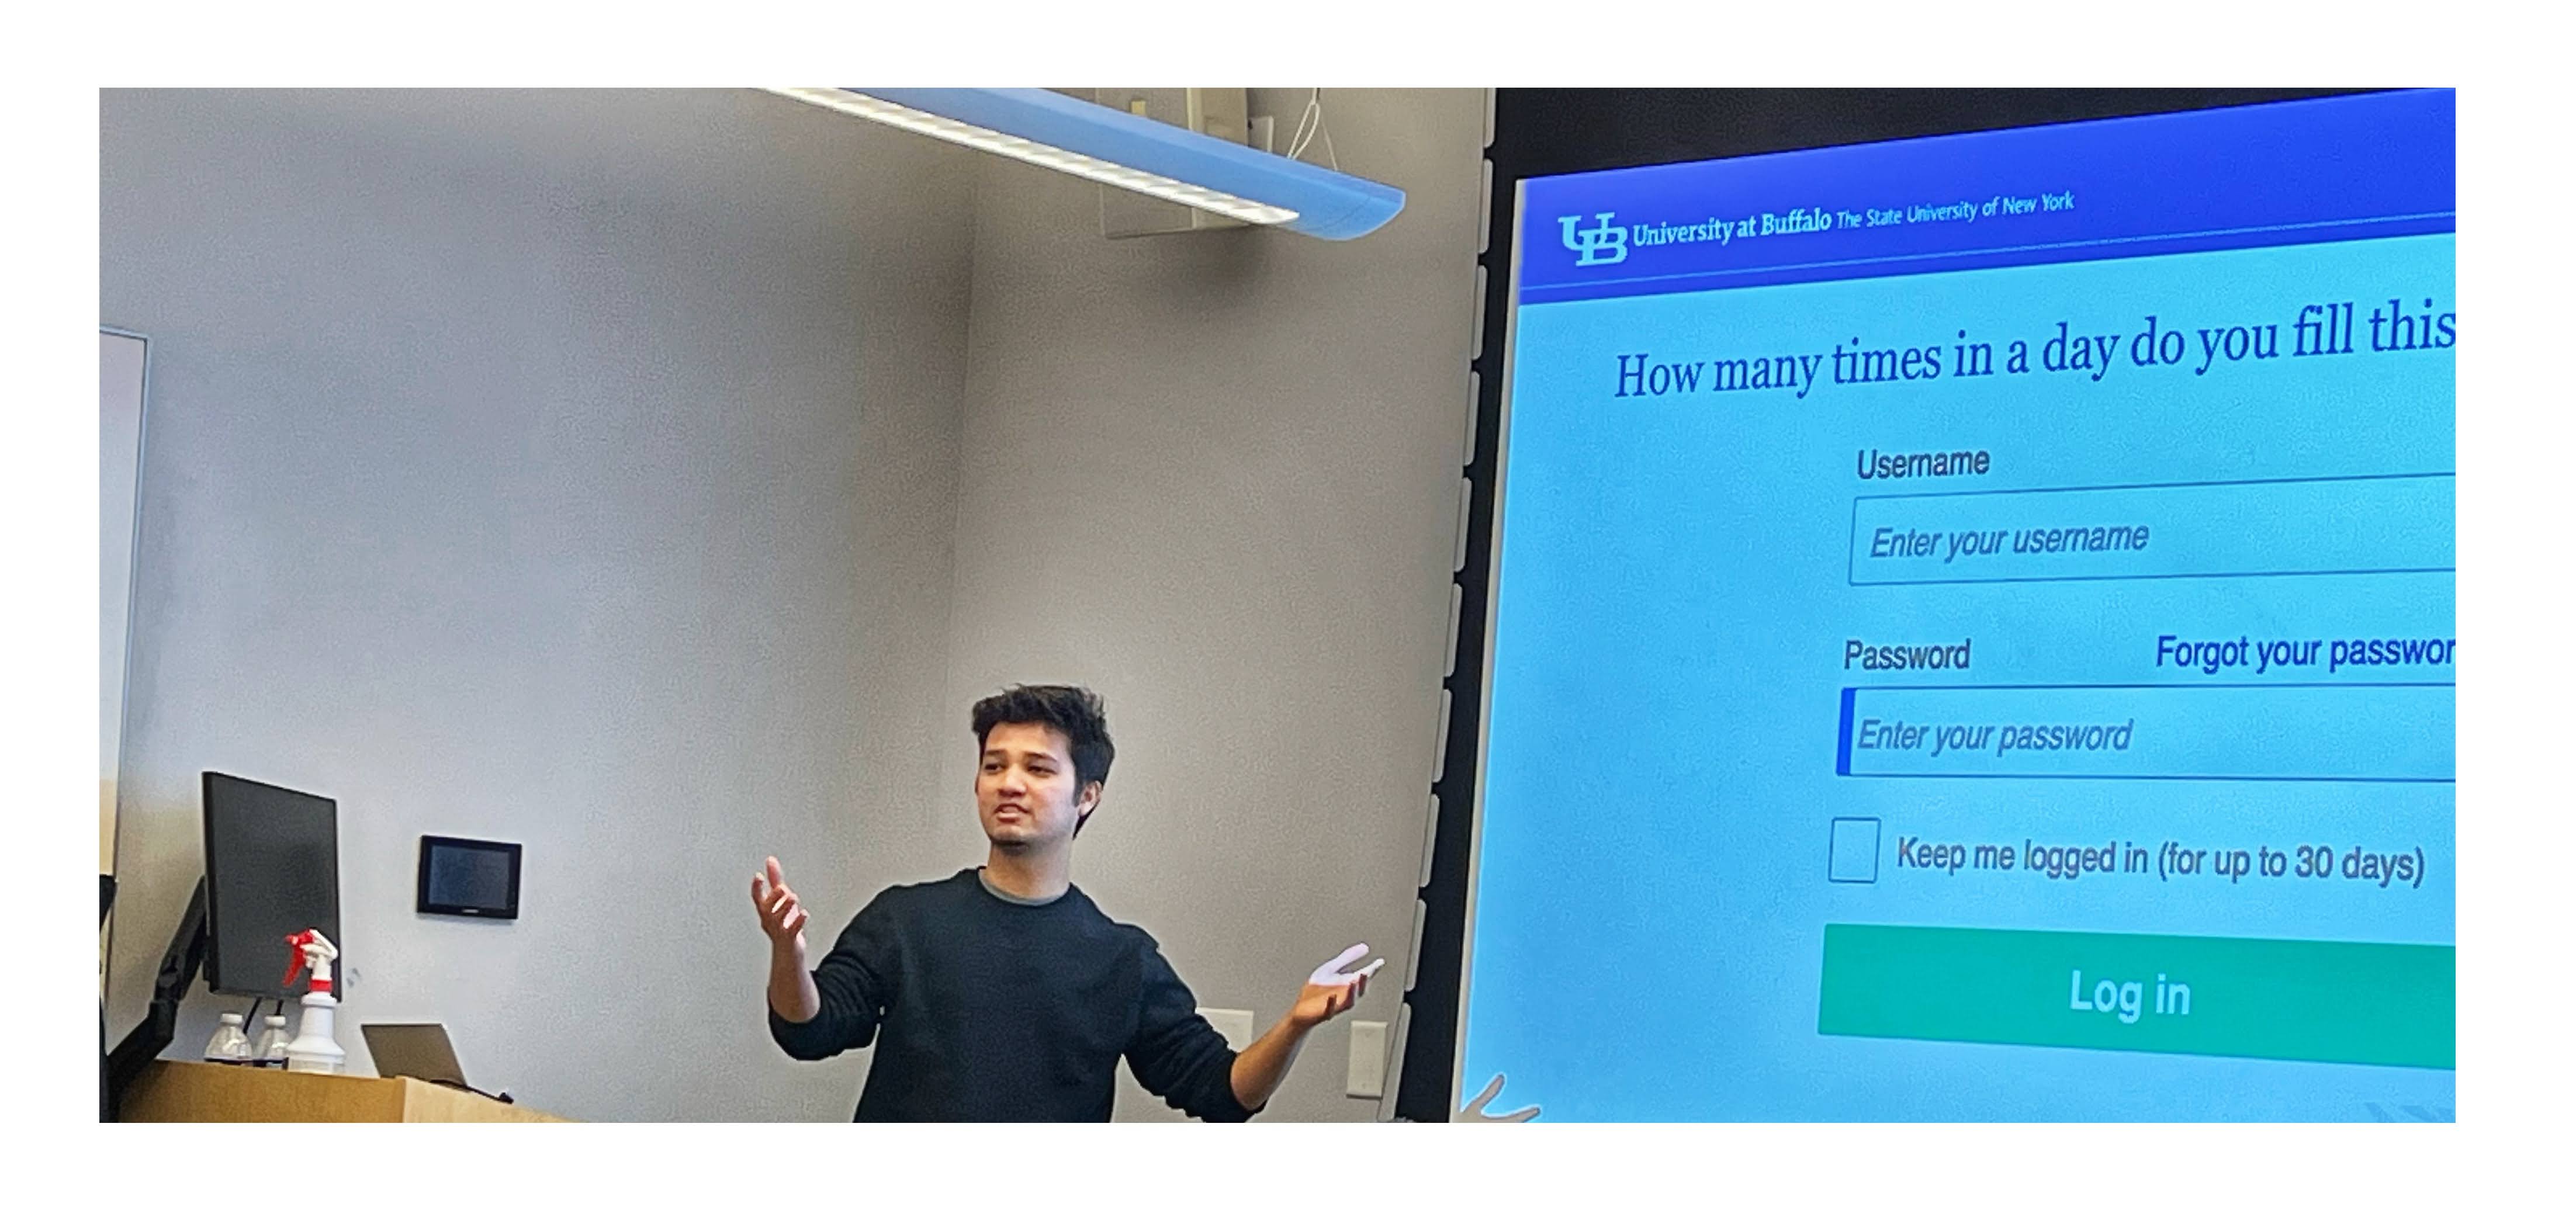 UB University at Buffalo The State University of New York
How many times in a day do you fill this
Username
Enter your username
Password Forgot your passwor
Enter your password
Keep me logged in (for up to 30 days)
Log in